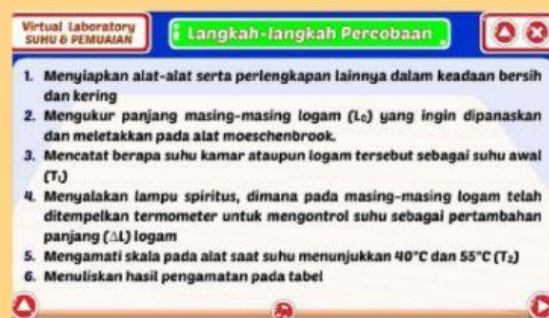 Virtual Laboratory
SUHU & PEMUAIAN
Langkah-langkah Percobaan
1. Menyiapkan alat-alat serta perlengkapan lainnya dalam keadaan bersih
dan kering
2. Mengukur panjang masing-masing logam (L₀) yang ingin dipanaskan
dan meletakkan pada alat moeschenbrook.
3. Mencatat berapa suhu kamar ataupun logam tersebut sebagai suhu awal
(T₁)
4. Menyalakan lampu spiritus, dimana pada masing-masing logam telah
ditempelkan termometer untuk mengontrol suhu sebagai pertambahan
panjang (△L) logam
5. Mengamati skala pada alat saat suhu menunjukkan 40°C dan 55°C (T₂)
6. Menuliskan hasil pengamatan pada tabel